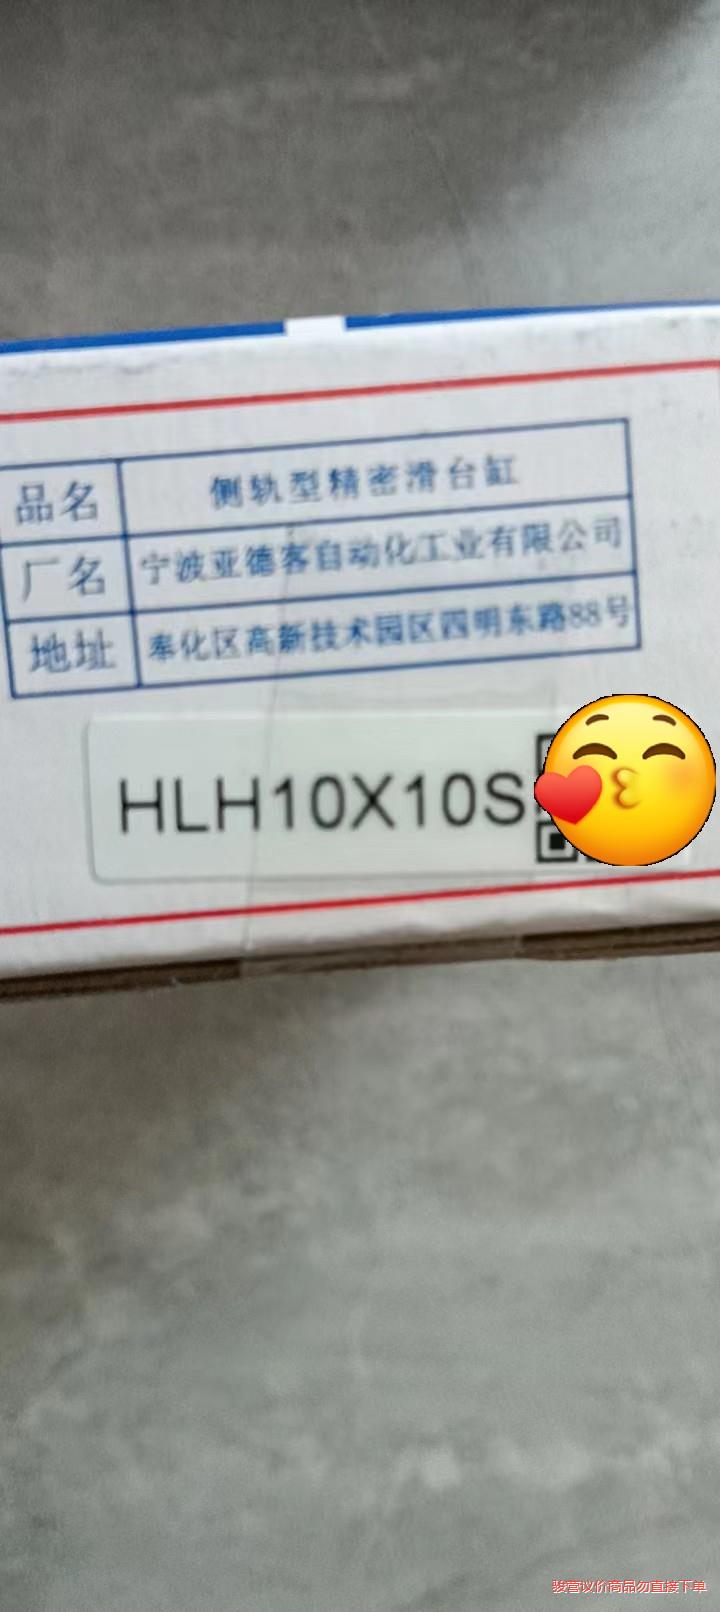 品名 侧轨型精密滑台缸
厂名 宁波亚德客自动化工业有限公司
地址 奉化区高新技术园区四明东路88号
HLH10X10S
骏营议价商品勿直接下单